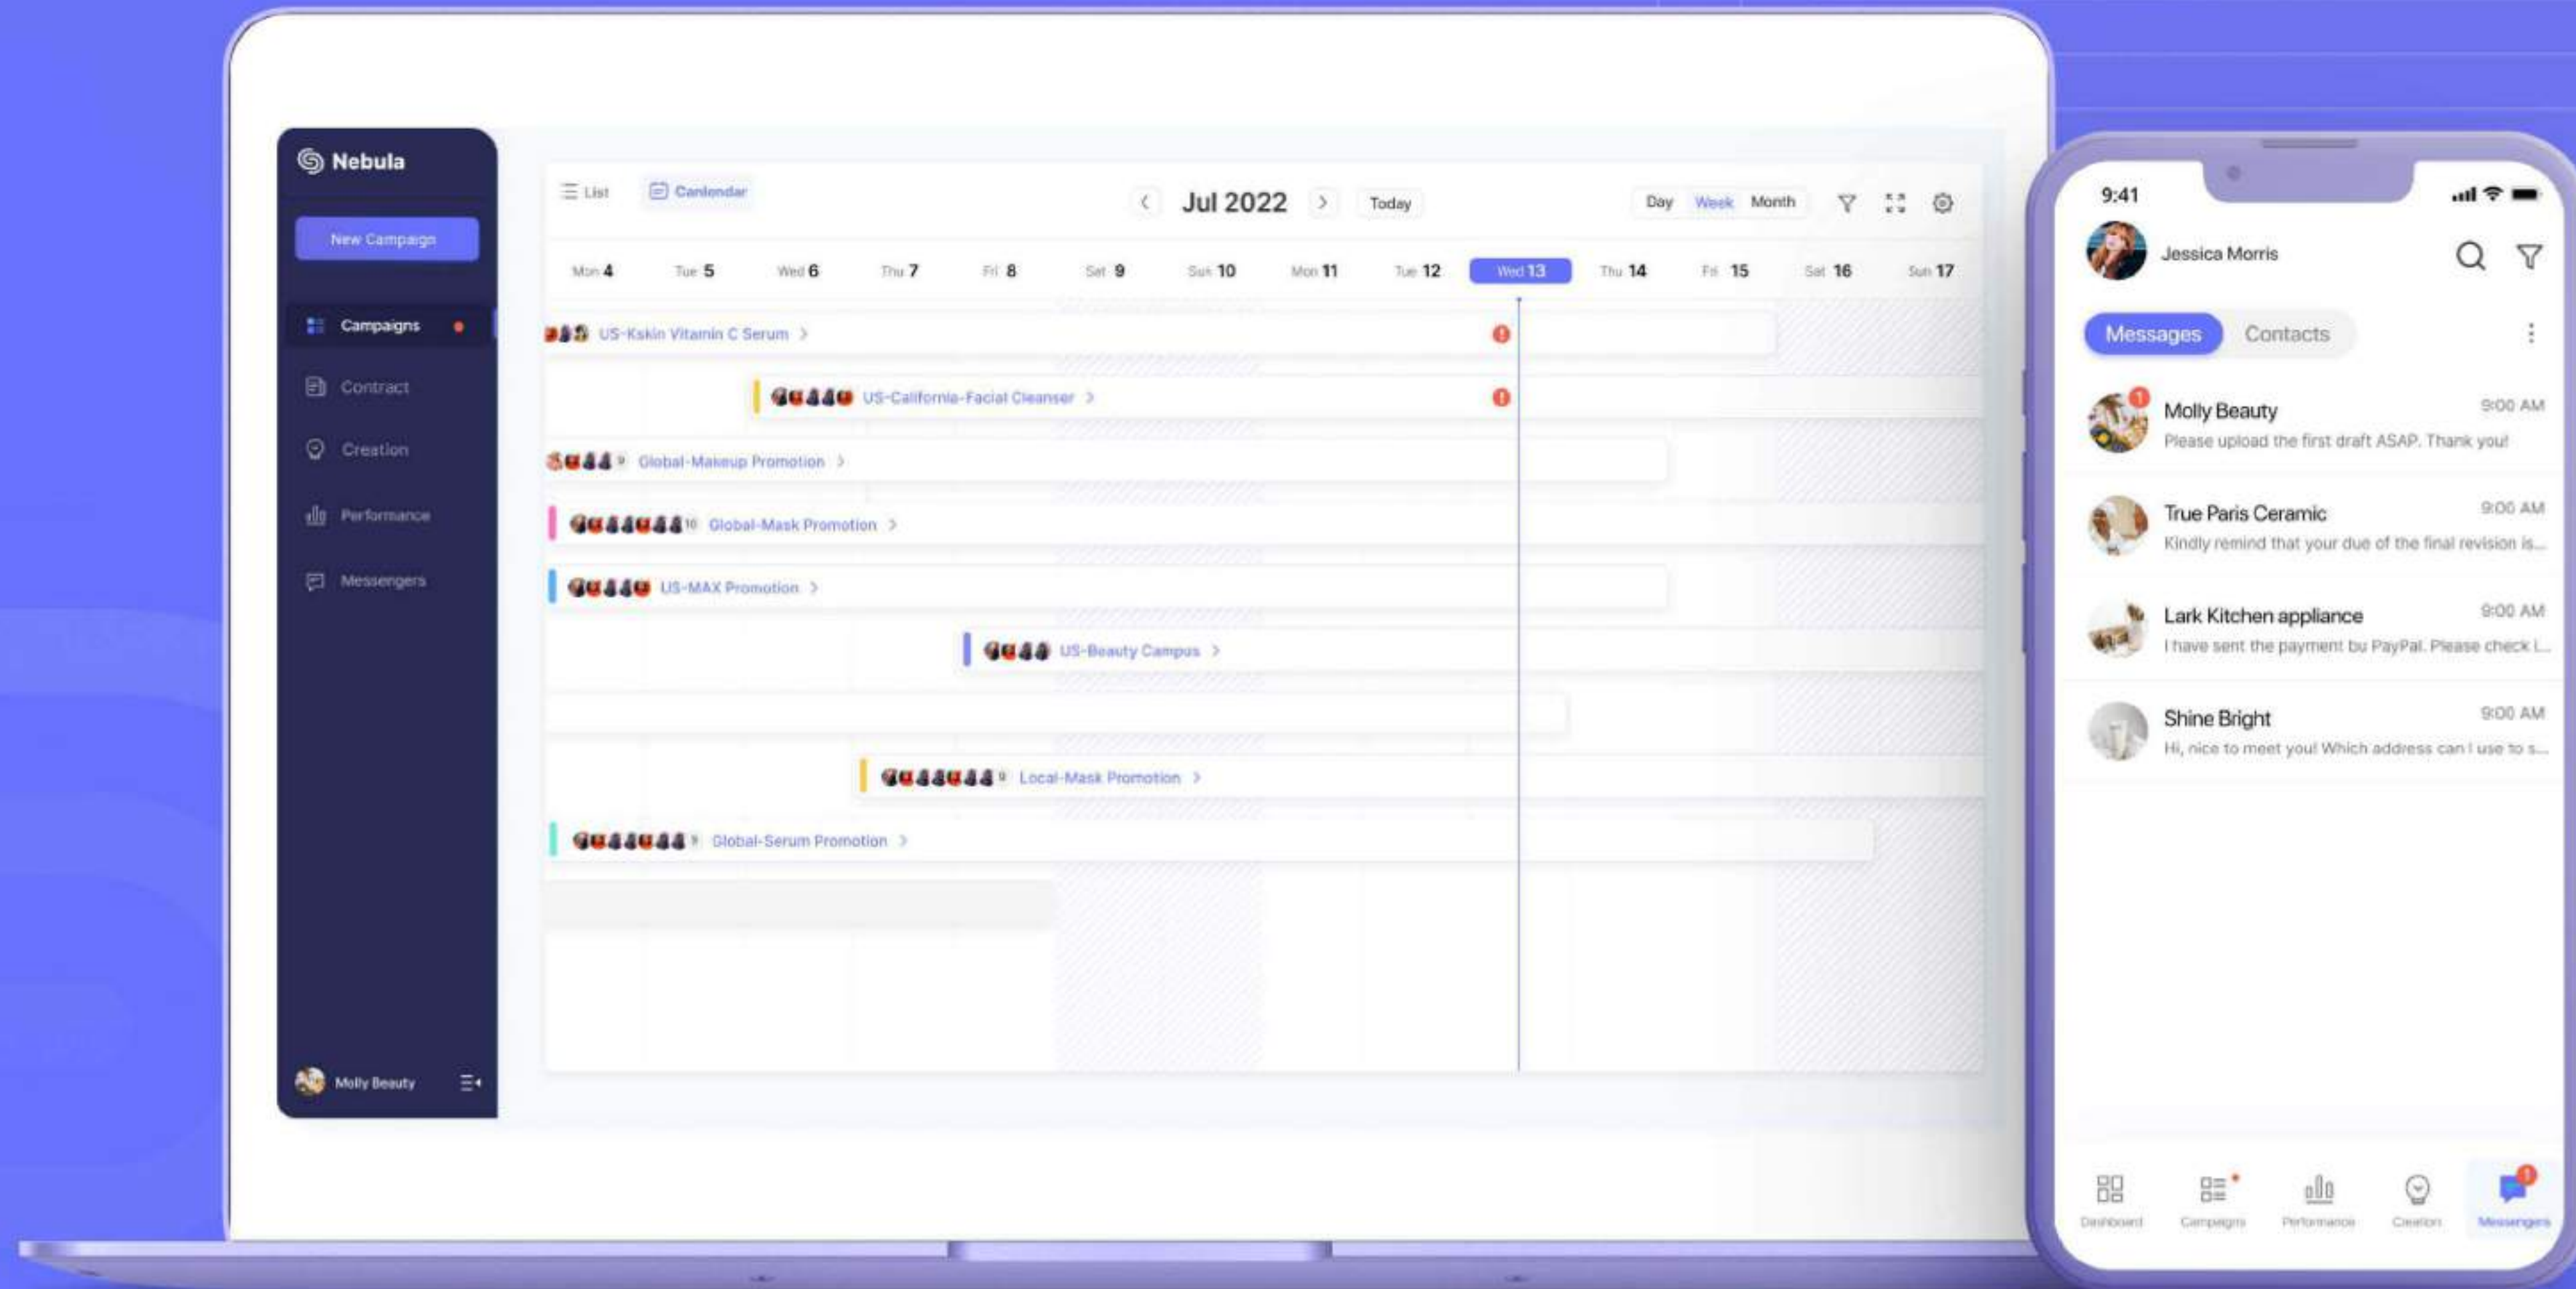 Nebula
New Campaign
Campaigns
Contract
Creation
Performance
Messengers
Molly Beauty
List
Canlendar
Jul 2022
Today
Day Week Month
Mon 4 Tue 5 Wed 6 Thu 7 Fri 8 Sat 9 Sun 10 Mon 11 Tue 12 Wed 13 Thu 14 Fri 15 Sat 16 Sun 17
US-Kskin Vitamin C Serum
US-California-Facial Cleanser
9 Global-Makeup Promotion
10 Global-Mask Promotion
US-MAX Promotion
US-Beauty Campus
9 Local-Mask Promotion
9 Global-Serum Promotion
9:41
Jessica Morris
Messages Contacts
1
Molly Beauty 9:00 AM
Please upload the first draft ASAP. Thank you!
True Paris Ceramic 9:00 AM
Kindly remind that your due of the final revision is...
Lark Kitchen appliance 9:00 AM
I have sent the payment bu PayPal. Please check i...
Shine Bright 9:00 AM
Hi, nice to meet you! Which address can I use to s...
1
Dashboard Campaigns Performance Creation Messengers